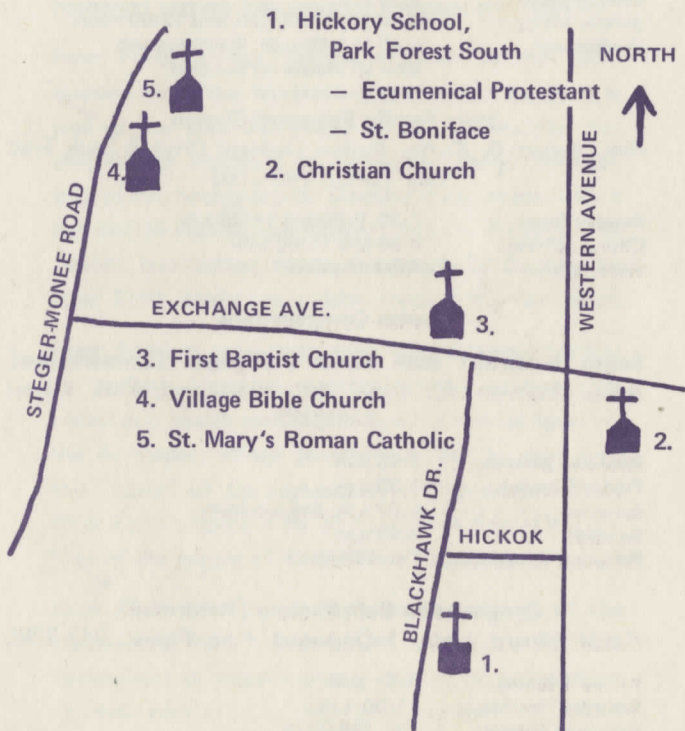 1. Hickory School,
Park Forest South
— Ecumenical Protestant
— St. Boniface
2. Christian Church
NORTH
WESTERN AVENUE
5.
4.
STEGER-MONEE ROAD
EXCHANGE AVE.
3.
3. First Baptist Church
4. Village Bible Church
5. St. Mary's Roman Catholic
2.
BLACKHAWK DR.
HICKOK
1.